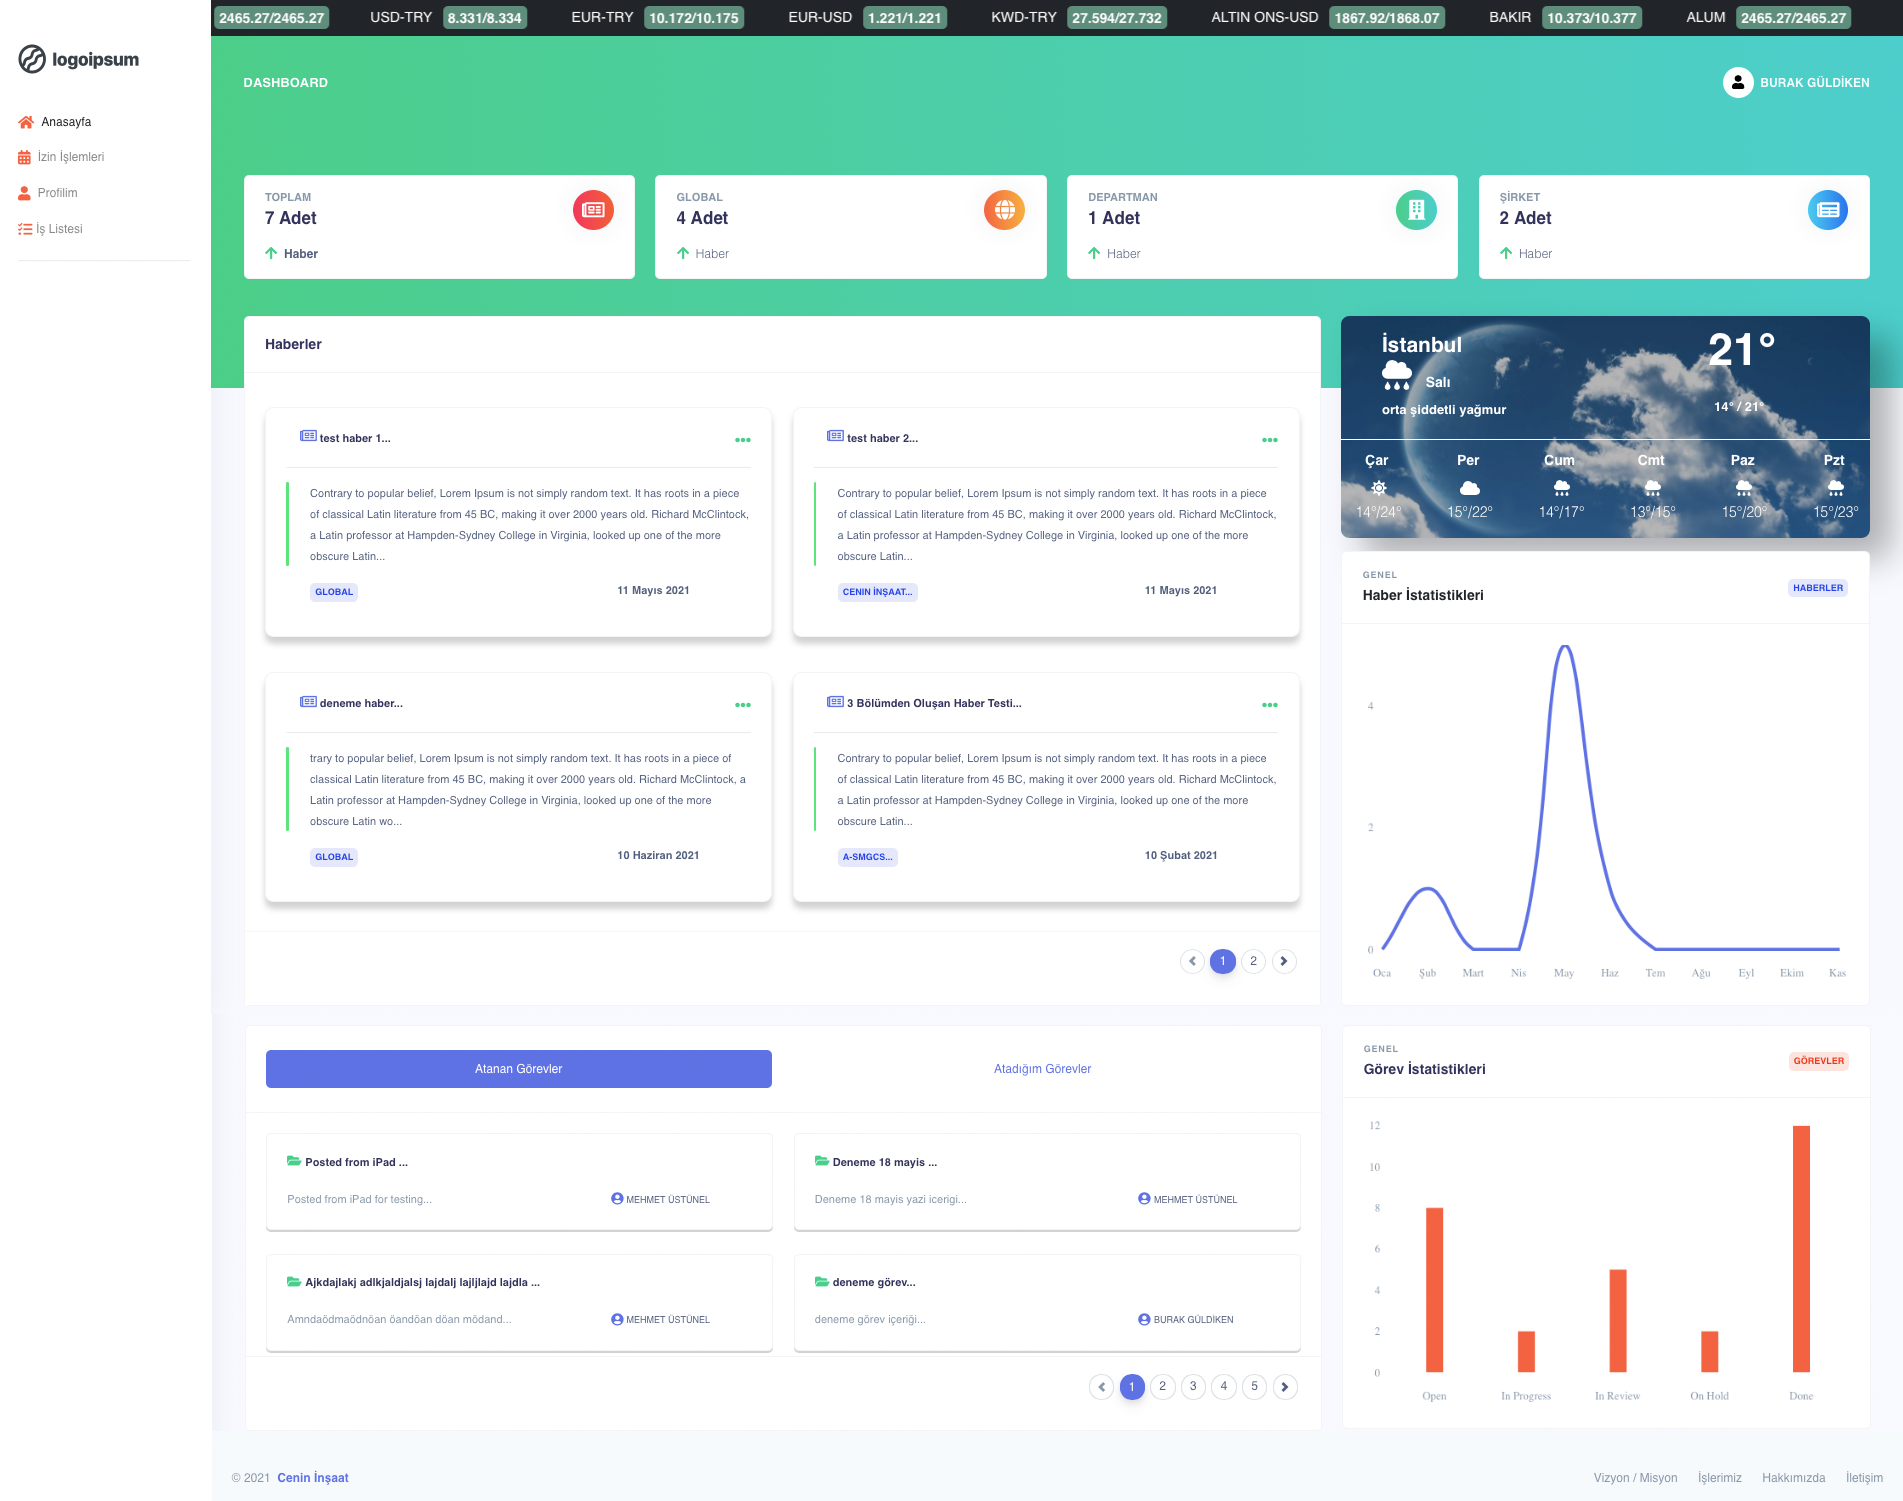 2465.27/2465.27 USD-TRY 8.331/8.334 EUR-TRY 10.172/10.175 EUR-USD 1.221/1.221 KWD-TRY 27.594/27.732 ALTIN ONS-USD 1867.92/1868.07 BAKIR 10.373/10.377 ALUM 2465.27/2465.27
logoipsum
Anasayfa
İzin İşlemleri
Profilim
İş Listesi
DASHBOARD
BURAK GÜLDİKEN
TOPLAM
7 Adet
Haber
GLOBAL
4 Adet
Haber
DEPARTMAN
1 Adet
Haber
ŞİRKET
2 Adet
Haber
Haberler
test haber 1...
Contrary to popular belief, Lorem Ipsum is not simply random text. It has roots in a piece
of classical Latin literature from 45 BC, making it over 2000 years old. Richard McClintock,
a Latin professor at Hampden-Sydney College in Virginia, looked up one of the more
obscure Latin...
GLOBAL 11 Mayıs 2021
test haber 2...
Contrary to popular belief, Lorem Ipsum is not simply random text. It has roots in a piece
of classical Latin literature from 45 BC, making it over 2000 years old. Richard McClintock,
a Latin professor at Hampden-Sydney College in Virginia, looked up one of the more
obscure Latin...
CENIN İNŞAAT... 11 Mayıs 2021
deneme haber...
trary to popular belief, Lorem Ipsum is not simply random text. It has roots in a piece of
classical Latin literature from 45 BC, making it over 2000 years old. Richard McClintock, a
Latin professor at Hampden-Sydney College in Virginia, looked up one of the more
obscure Latin wo...
GLOBAL 10 Haziran 2021
3 Bölümden Oluşan Haber Testi...
Contrary to popular belief, Lorem Ipsum is not simply random text. It has roots in a piece
of classical Latin literature from 45 BC, making it over 2000 years old. Richard McClintock,
a Latin professor at Hampden-Sydney College in Virginia, looked up one of the more
obscure Latin...
A-SMGCS... 10 Şubat 2021
1 2
İstanbul
21°
Salı
orta şiddetli yağmur
14° / 21°
Çar Per Cum Cmt Paz Pzt
14°/24° 15°/22° 14°/17° 13°/15° 15°/20° 15°/23°
GENEL
Haber İstatistikleri
HABERLER
4
2
0
Oca Şub Mart Nis May Haz Tem Ağu Eyl Ekim Kas
Atanan Görevler
Atadığım Görevler
Posted from iPad ...
Posted from iPad for testing...
MEHMET ÜSTÜNEL
Deneme 18 mayis ...
Deneme 18 mayis yazi icerigi...
MEHMET ÜSTÜNEL
Ajkdajlakj adlkjaldjalsj lajdalj lajljlajd lajdla ...
Amndaödmaödnöan öandöan döan mödand...
MEHMET ÜSTÜNEL
deneme görev...
deneme görev içeriği...
BURAK GÜLDİKEN
1 2 3 4 5
GENEL
Görev İstatistikleri
GÖREVLER
12
10
8
6
4
2
0
Open In Progress In Review On Hold Done
© 2021 Cenin İnşaat
Vizyon / Misyon İşlerimiz Hakkımızda İletişim